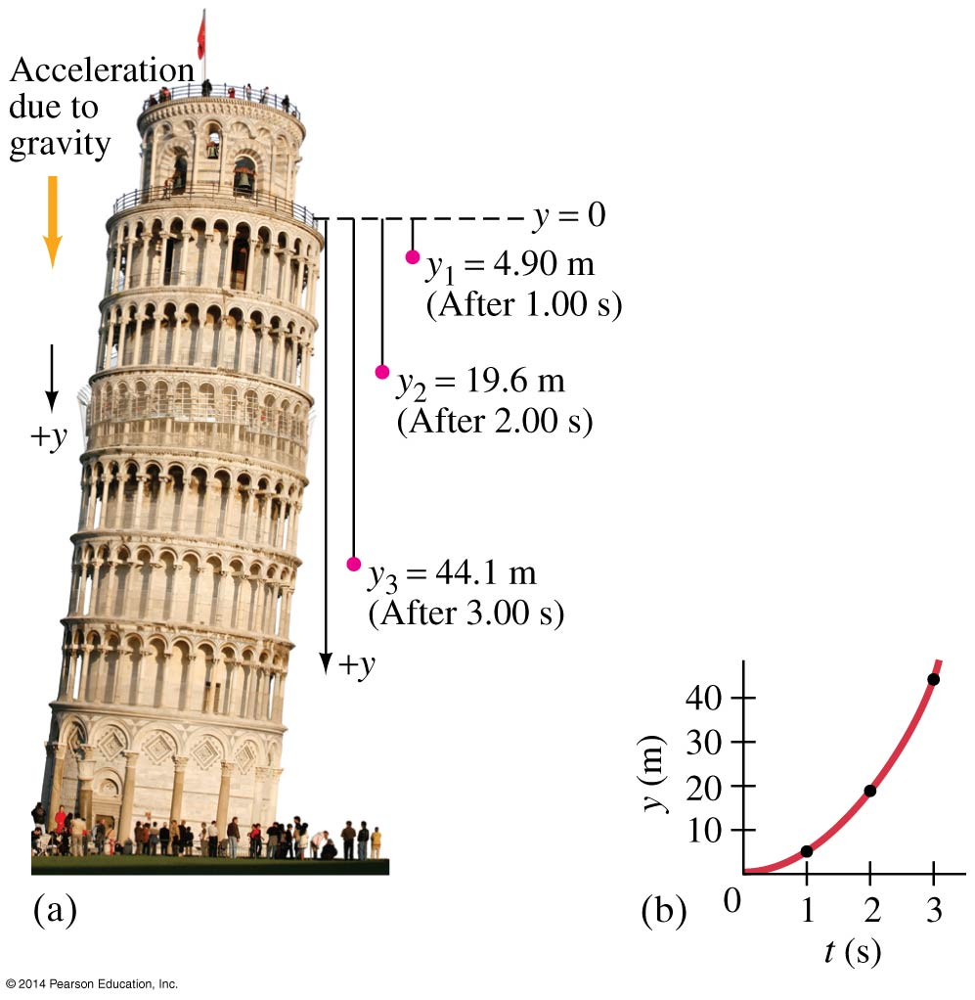 Acceleration
due to
gravity
y = 0
y₁ = 4.90 m
(After 1.00 s)
+y
y₂ = 19.6 m
(After 2.00 s)
y₃ = 44.1 m
(After 3.00 s)
+y
(a)
40
30
20
10
y (m)
0
1 2 3
t (s)
(b)
© 2014 Pearson Education, Inc.